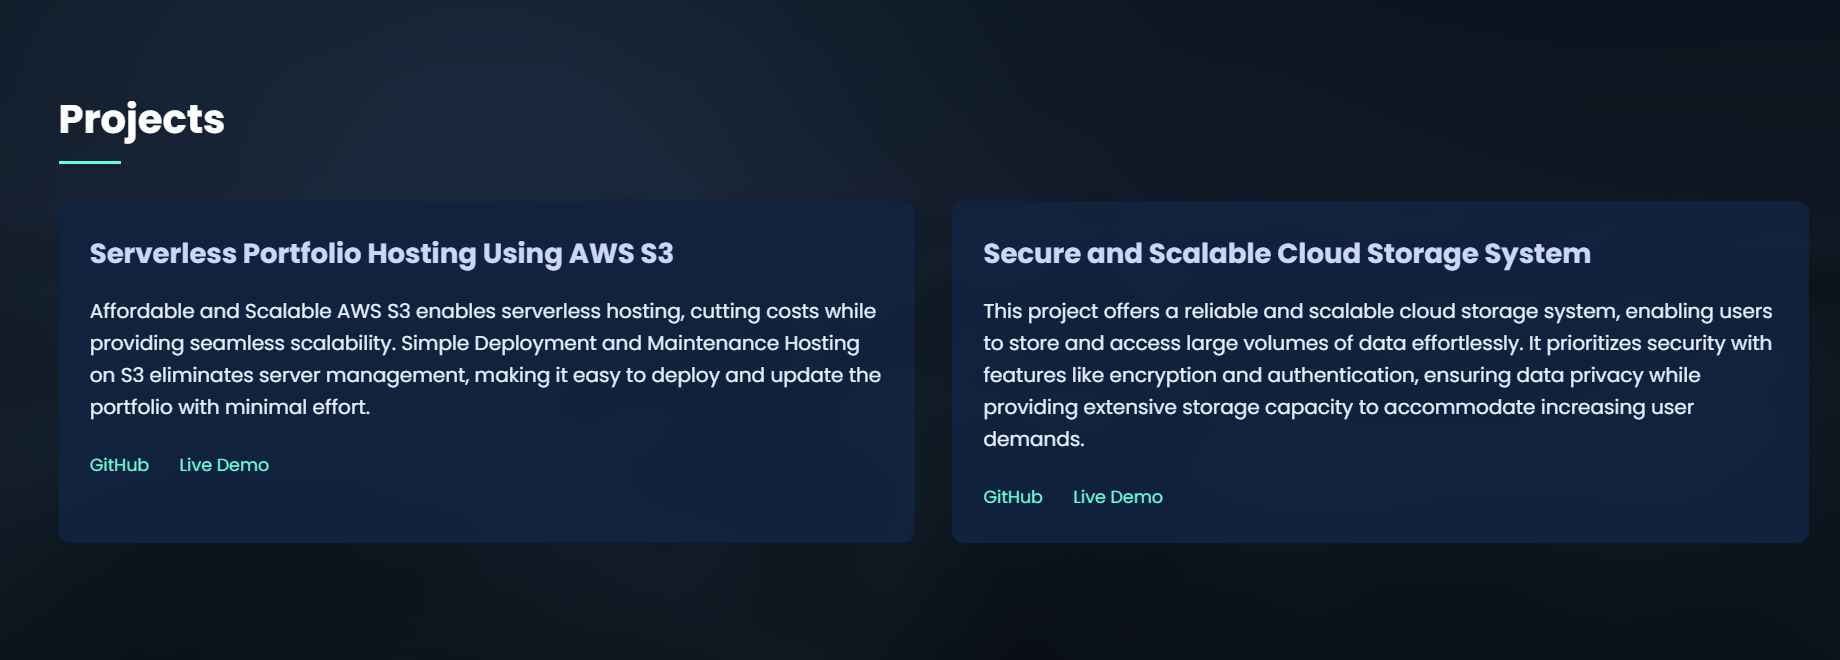 Projects
Serverless Portfolio Hosting Using AWS S3
Affordable and Scalable AWS S3 enables serverless hosting, cutting costs while
providing seamless scalability. Simple Deployment and Maintenance Hosting
on S3 eliminates server management, making it easy to deploy and update the
portfolio with minimal effort.
GitHub Live Demo
Secure and Scalable Cloud Storage System
This project offers a reliable and scalable cloud storage system, enabling users
to store and access large volumes of data effortlessly. It prioritizes security with
features like encryption and authentication, ensuring data privacy while
providing extensive storage capacity to accommodate increasing user
demands.
GitHub Live Demo